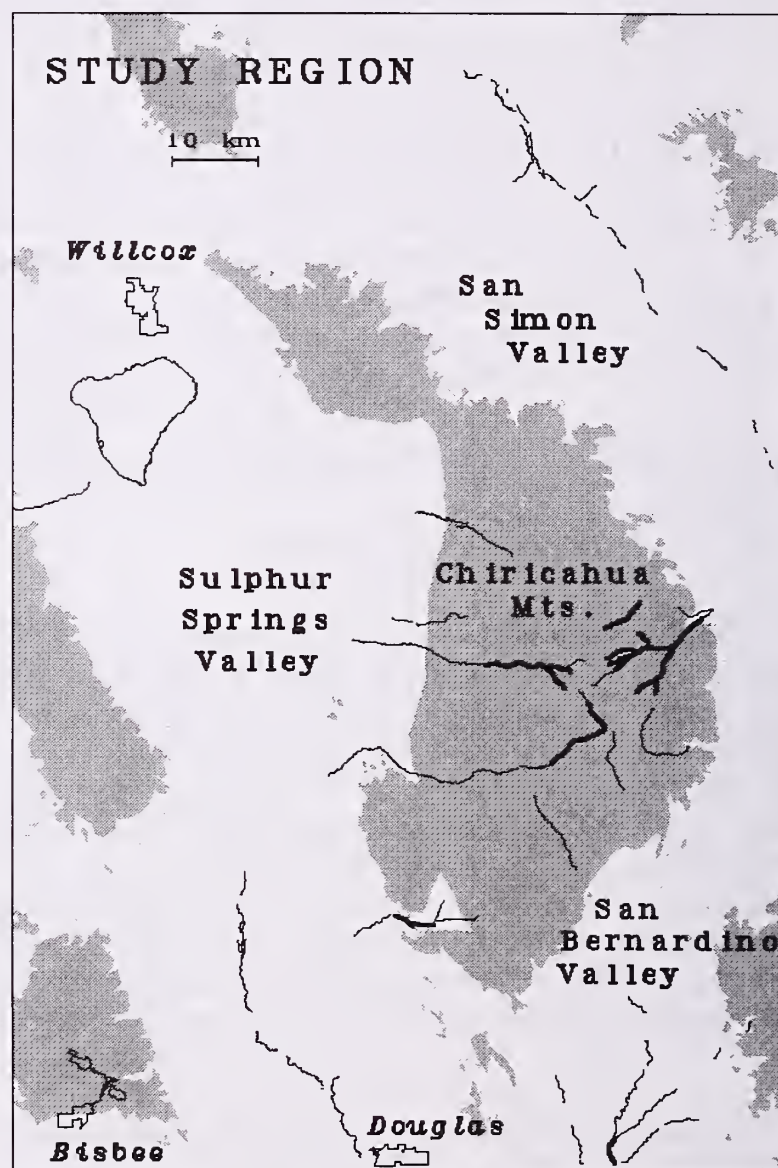 STUDY REGION
10 km
Willcox
San
Simon
Valley
Sulphur
Springs
Valley
Chiricahua
Mts.
San
Bernardino
Valley
Douglas
Bisbee